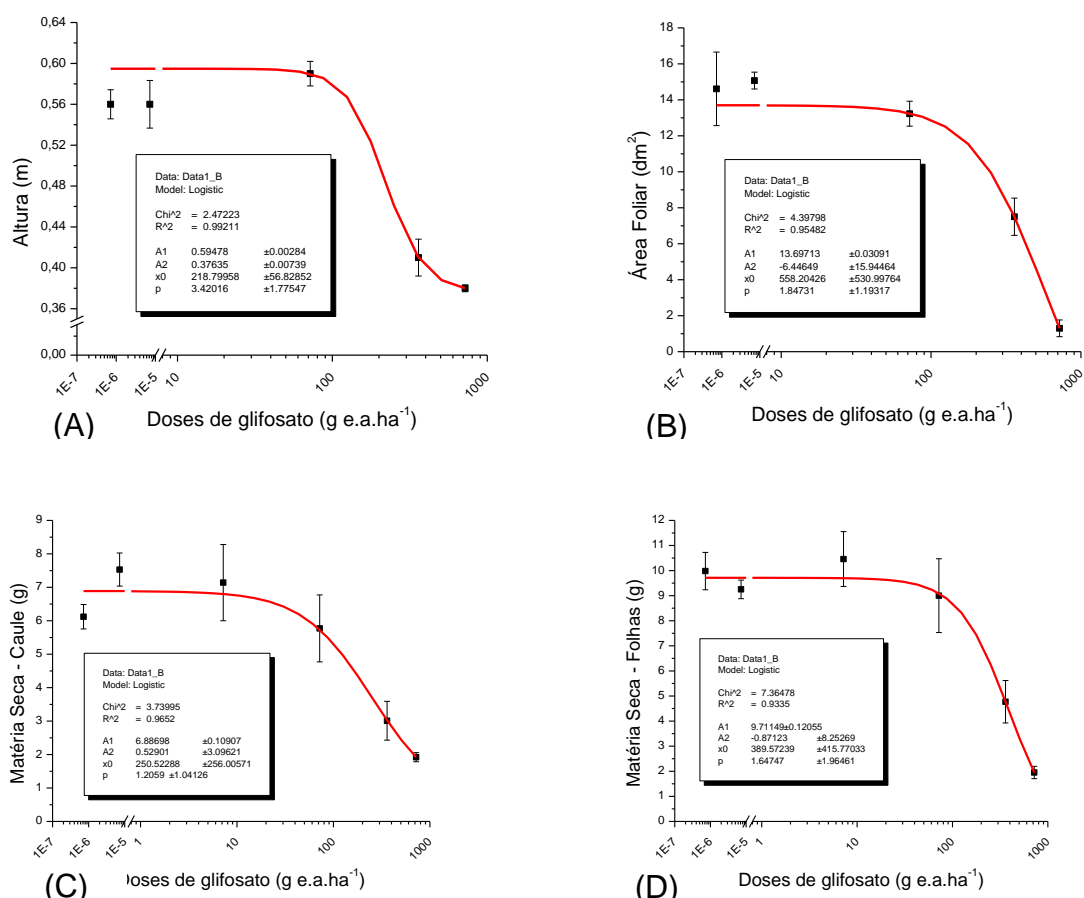 Altura (m)
0,64
0,60
0,56
0,52
0,48
0,44
0,40
0,36
0,00
Data: Data1_B
Model: Logistic
Chi^2 = 2.47223
R^2 = 0.99211
A1 0.59478 ±0.00284
A2 0.37635 ±0.00739
x0 218.79958 ±56.82852
p 3.42016 ±1.77547
1E-7 1E-6 1E-5 10 100 1000
(A) Doses de glifosato (g e.a.ha-1)
Área Foliar (dm2)
18
16
14
12
10
8
6
4
2
0
Data: Data1_B
Model: Logistic
Chi^2 = 4.39798
R^2 = 0.95482
A1 13.69713 ±0.03091
A2 -6.44649 ±15.94464
x0 558.20426 ±530.99764
p 1.84731 ±1.19317
1E-7 1E-6 1E-5 10 100 1000
(B) Doses de glifosato (g e.a.ha-1)
Matéria Seca - Caule (g)
9
8
7
6
5
4
3
2
1
0
Data: Data1_B
Model: Logistic
Chi^2 = 3.73995
R^2 = 0.9652
A1 6.88698 ±0.10907
A2 0.52901 ±3.09621
x0 250.52288 ±256.00571
p 1.2059 ±1.04126
1E-7 1E-6 1E-5 1 10 100 1000
(C) Doses de glifosato (g e.a.ha-1)
Matéria Seca - Folhas (g)
12
11
10
9
8
7
6
5
4
3
2
1
0
Data: Data1_B
Model: Logistic
Chi^2 = 7.36478
R^2 = 0.9335
A1 9.71149±0.12055
A2 -0.87123 ±8.25269
x0 389.57239 ±415.77033
p 1.64747 ±1.96461
1E-7 1E-6 1E-5 1 10 100 1000
(D) Doses de glifosato (g e.a.ha-1)